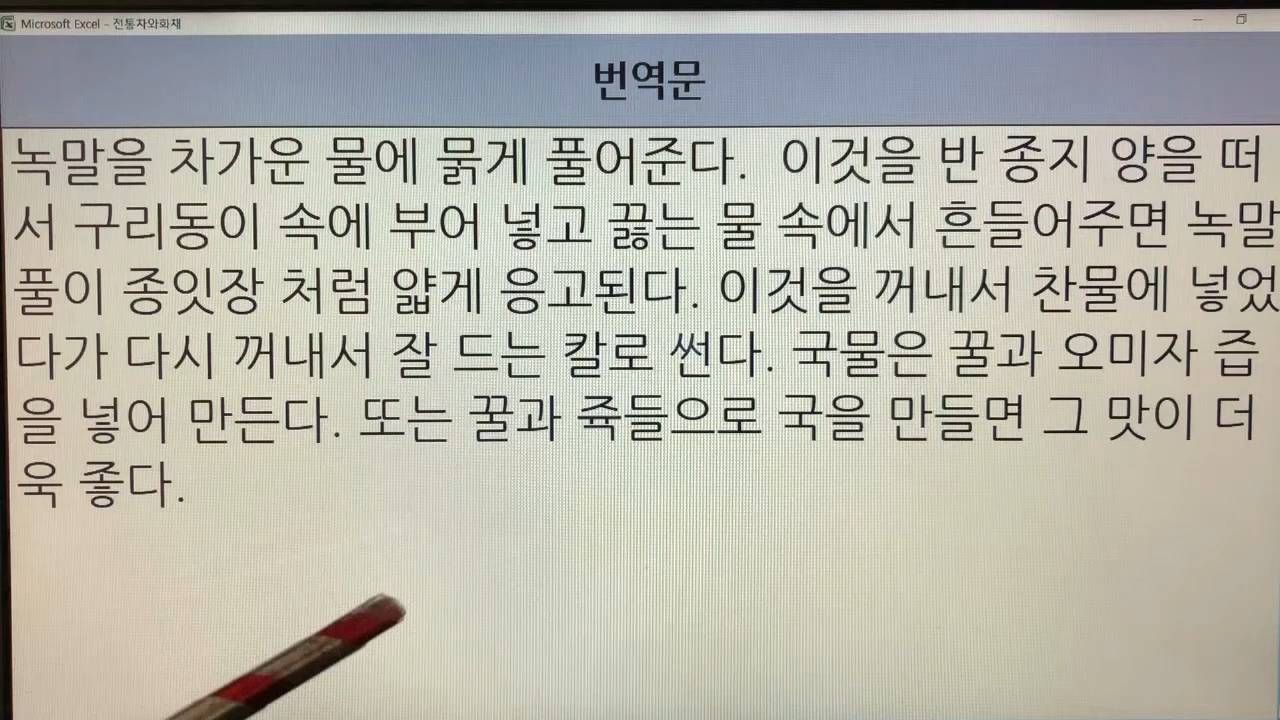 Microsoft Excel - 전통차와화재
번역문
녹말을 차가운 물에 묽게 풀어준다.  이것을 반 종지 양을 떠
서 구리동이 속에 부어 넣고 끓는 물 속에서 흔들어주면 녹말
풀이 종잇장 처럼 얇게 응고된다. 이것을 꺼내서 찬물에 넣었
다가 다시 꺼내서 잘 드는 칼로 썬다. 국물은 꿀과 오미자 즙
을 넣어 만든다. 또는 꿀과 쥭들으로 국을 만들면 그 맛이 더
욱 좋다.